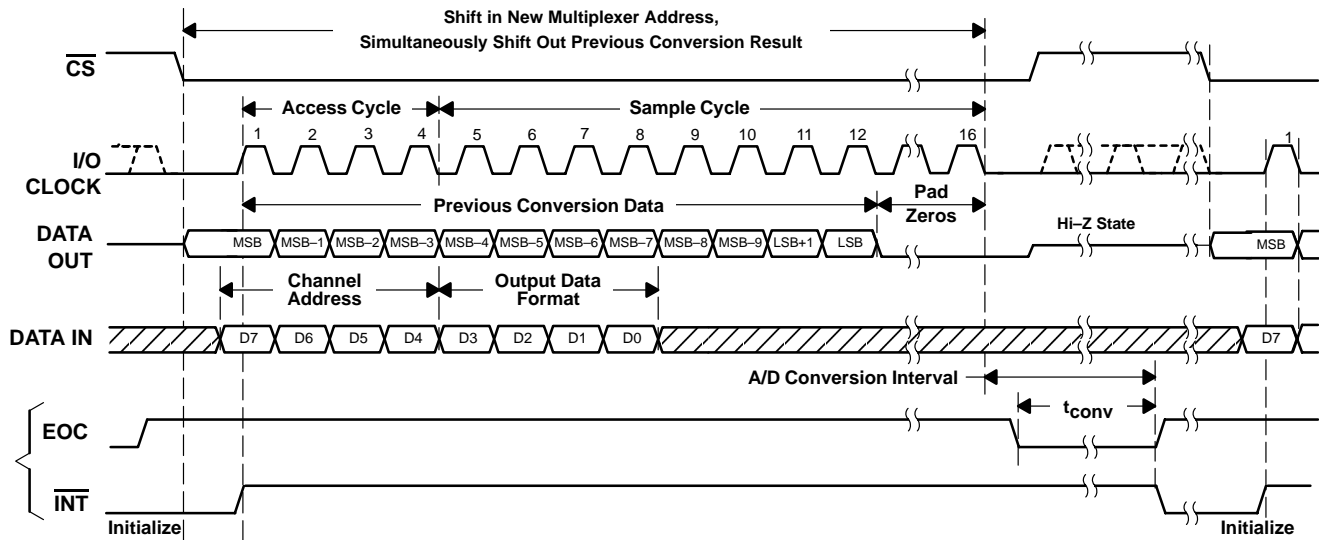 Shift in New Multiplexer Address,
Simultaneously Shift Out Previous Conversion Result
CS
Access Cycle
Sample Cycle
1 2 3 4 5 6 7 8 9 10 11 12 16 1
I/O
CLOCK
Previous Conversion Data
Pad
Zeros
DATA
OUT
MSB MSB–1 MSB–2 MSB–3 MSB–4 MSB–5 MSB–6 MSB–7 MSB–8 MSB–9 LSB+1 LSB
Hi–Z State
MSB
Channel
Address
Output Data
Format
DATA IN
D7 D6 D5 D4 D3 D2 D1 D0 D7
A/D Conversion Interval
tconv
EOC
INT
Initialize
Initialize